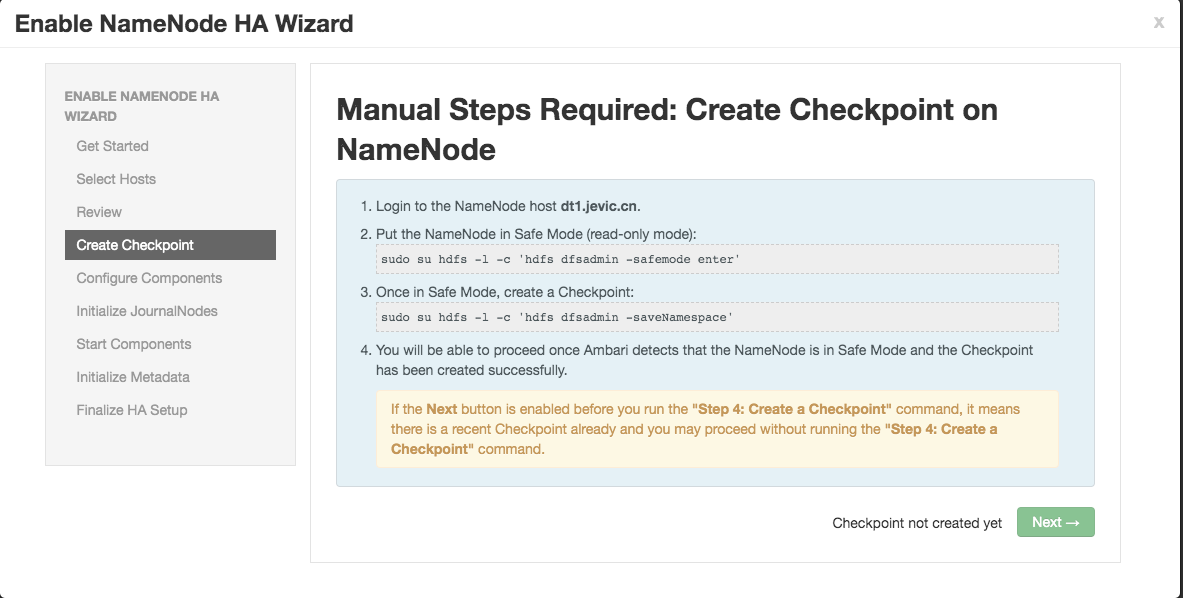 Enable NameNode HA Wizard
x
ENABLE NAMENODE HA
WIZARD
Get Started
Select Hosts
Review
Create Checkpoint
Configure Components
Initialize JournalNodes
Start Components
Initialize Metadata
Finalize HA Setup
Manual Steps Required: Create Checkpoint on
NameNode
1. Login to the NameNode host dt1.jevic.cn.
2. Put the NameNode in Safe Mode (read-only mode):
sudo su hdfs -l -c 'hdfs dfsadmin -safemode enter'
3. Once in Safe Mode, create a Checkpoint:
sudo su hdfs -l -c 'hdfs dfsadmin -saveNamespace'
4. You will be able to proceed once Ambari detects that the NameNode is in Safe Mode and the Checkpoint
has been created successfully.
If the Next button is enabled before you run the "Step 4: Create a Checkpoint" command, it means
there is a recent Checkpoint already and you may proceed without running the "Step 4: Create a
Checkpoint" command.
Checkpoint not created yet
Next →